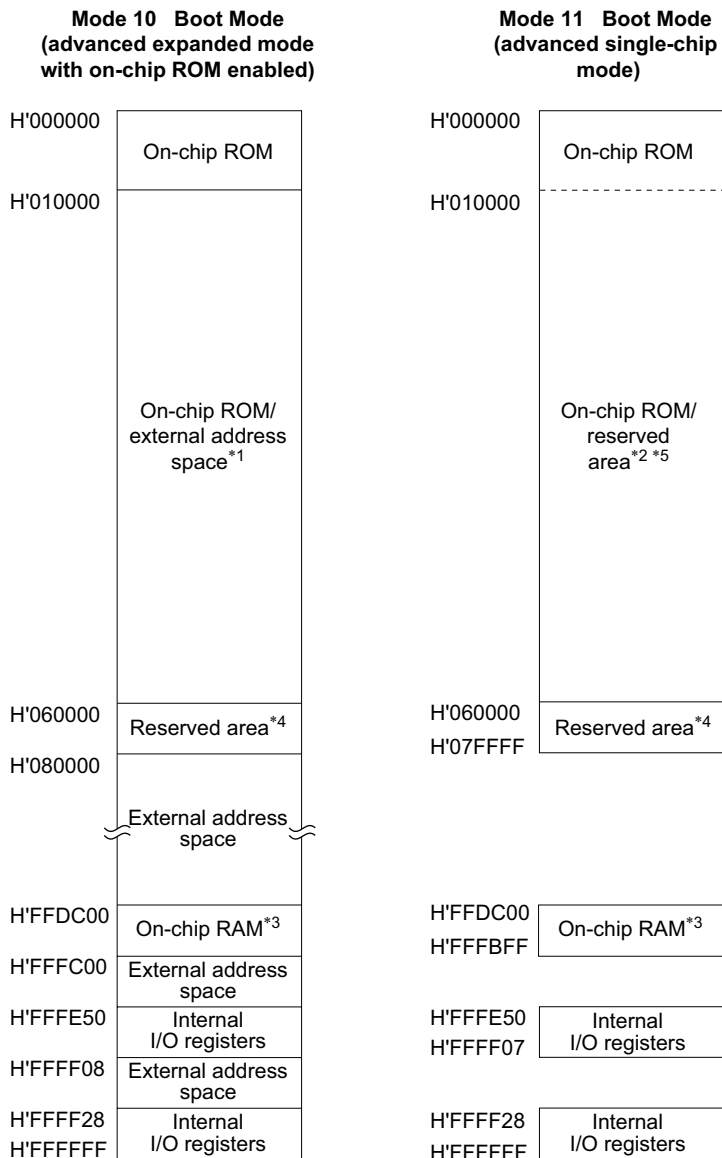 Mode 10 Boot Mode
(advanced expanded mode
with on-chip ROM enabled)
H'000000
On-chip ROM
H'010000
On-chip ROM/
external address
space*1
H'060000
Reserved area*4
H'080000
External address
space
H'FFDC00
On-chip RAM*3
H'FFFC00
External address
space
H'FFFE50
Internal
I/O registers
H'FFFF08
External address
space
H'FFFF28
Internal
I/O registers
H'FFFFFF
Mode 11 Boot Mode
(advanced single-chip
mode)
H'000000
On-chip ROM
H'010000
On-chip ROM/
reserved
area*2 *5
H'060000
Reserved area*4
H'07FFFF
H'FFDC00
On-chip RAM*3
H'FFFBFF
H'FFFE50
Internal
I/O registers
H'FFFF07
H'FFFF28
Internal
I/O registers
H'FFFFFF